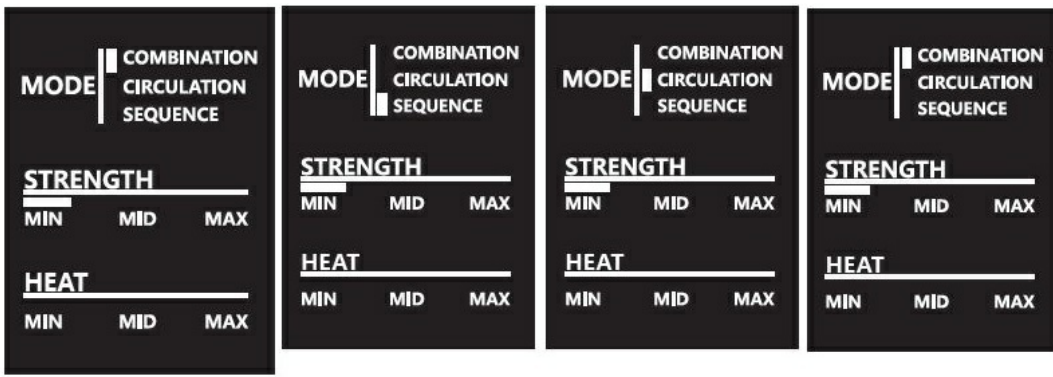 COMBINATION
MODE CIRCULATION
SEQUENCE
STRENGTH
MIN MID MAX
HEAT
MIN MID MAX
COMBINATION
MODE CIRCULATION
SEQUENCE
STRENGTH
MIN MID MAX
HEAT
MIN MID MAX
COMBINATION
MODE CIRCULATION
SEQUENCE
STRENGTH
MIN MID MAX
HEAT
MIN MID MAX
COMBINATION
MODE CIRCULATION
SEQUENCE
STRENGTH
MIN MID MAX
HEAT
MIN MID MAX